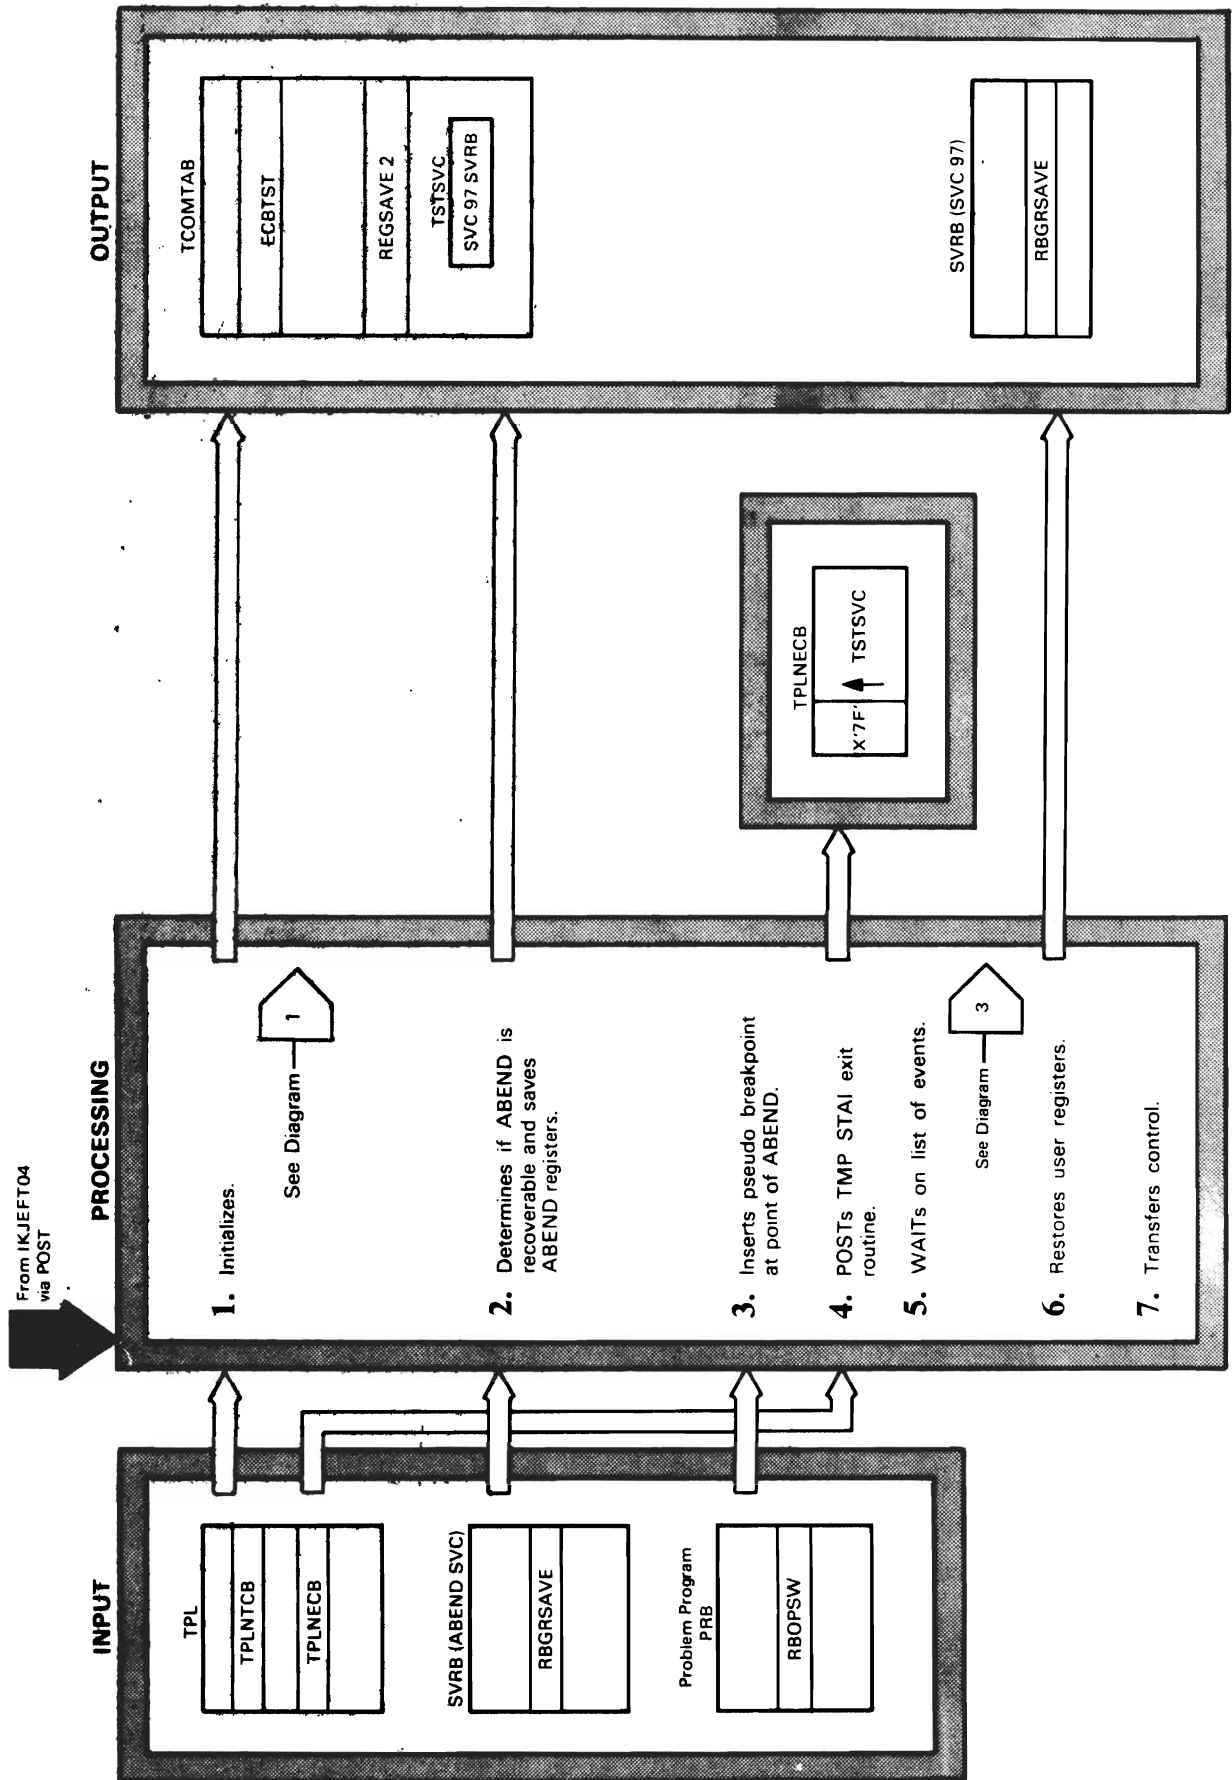 From IKJEFT04
via POST
INPUT
TPL
TPLNTCB
TPLNECB
SVRB (ABEND SVC)
RBGRSAVE
Problem Program
PRB
RBOPSW
PROCESSING
1. Initializes.
See Diagram
1
2. Determines if ABEND is
recoverable and saves
ABEND registers.
3. Inserts pseudo breakpoint
at point of ABEND.
4. POSTs TMP STAI exit
routine.
5. WAITs on list of events.
See Diagram
3
6. Restores user registers.
7. Transfers control.
TPLNECB
X'7F'
TSTSVC
OUTPUT
TCOMTAB
ECBTST
REGSAVE 2
TSTSVC
SVC 97 SVRB
SVRB (SVC 97)
RBGRSAVE